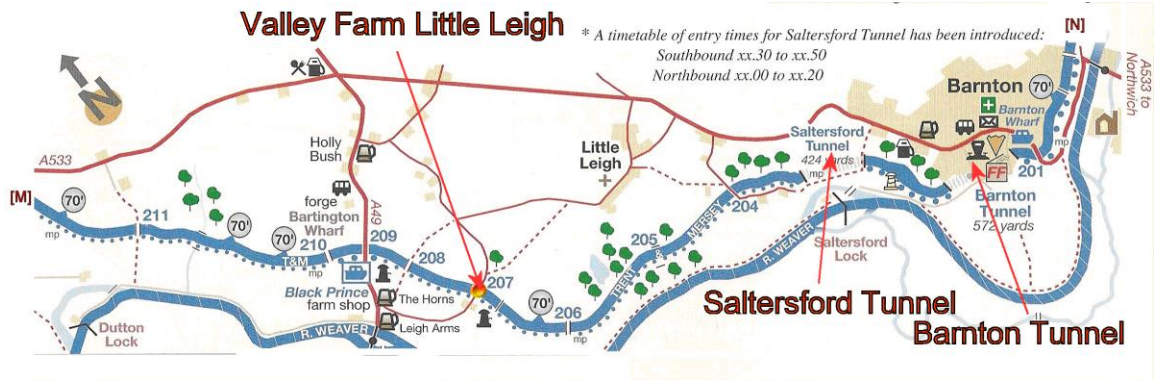 Valley Farm Little Leigh
* A timetable of entry times for Saltersford Tunnel has been introduced:
Southbound xx.30 to xx.50
Northbound xx.00 to xx.20
[N]
A533 to
Northwich
Barnton
70'
Barnton
Wharf
mp
201
FF
Barnton
Tunnel
572 yards
Saltersford
Tunnel
424 yards
mp
Little
Leigh
Holly
Bush
A533
N
[M]
70'
mp
211
70'
forge
Bartington
Wharf
A49
70'
210
mp
T&M
209
208
207
Black Prince
farm shop
The Horns
Leigh Arms
R. WEAVER
Dutton
Lock
70'
206
mp
205
TRENT & MERSEY
204
R. WEAVER
Saltersford
Lock
Saltersford Tunnel
Barnton Tunnel